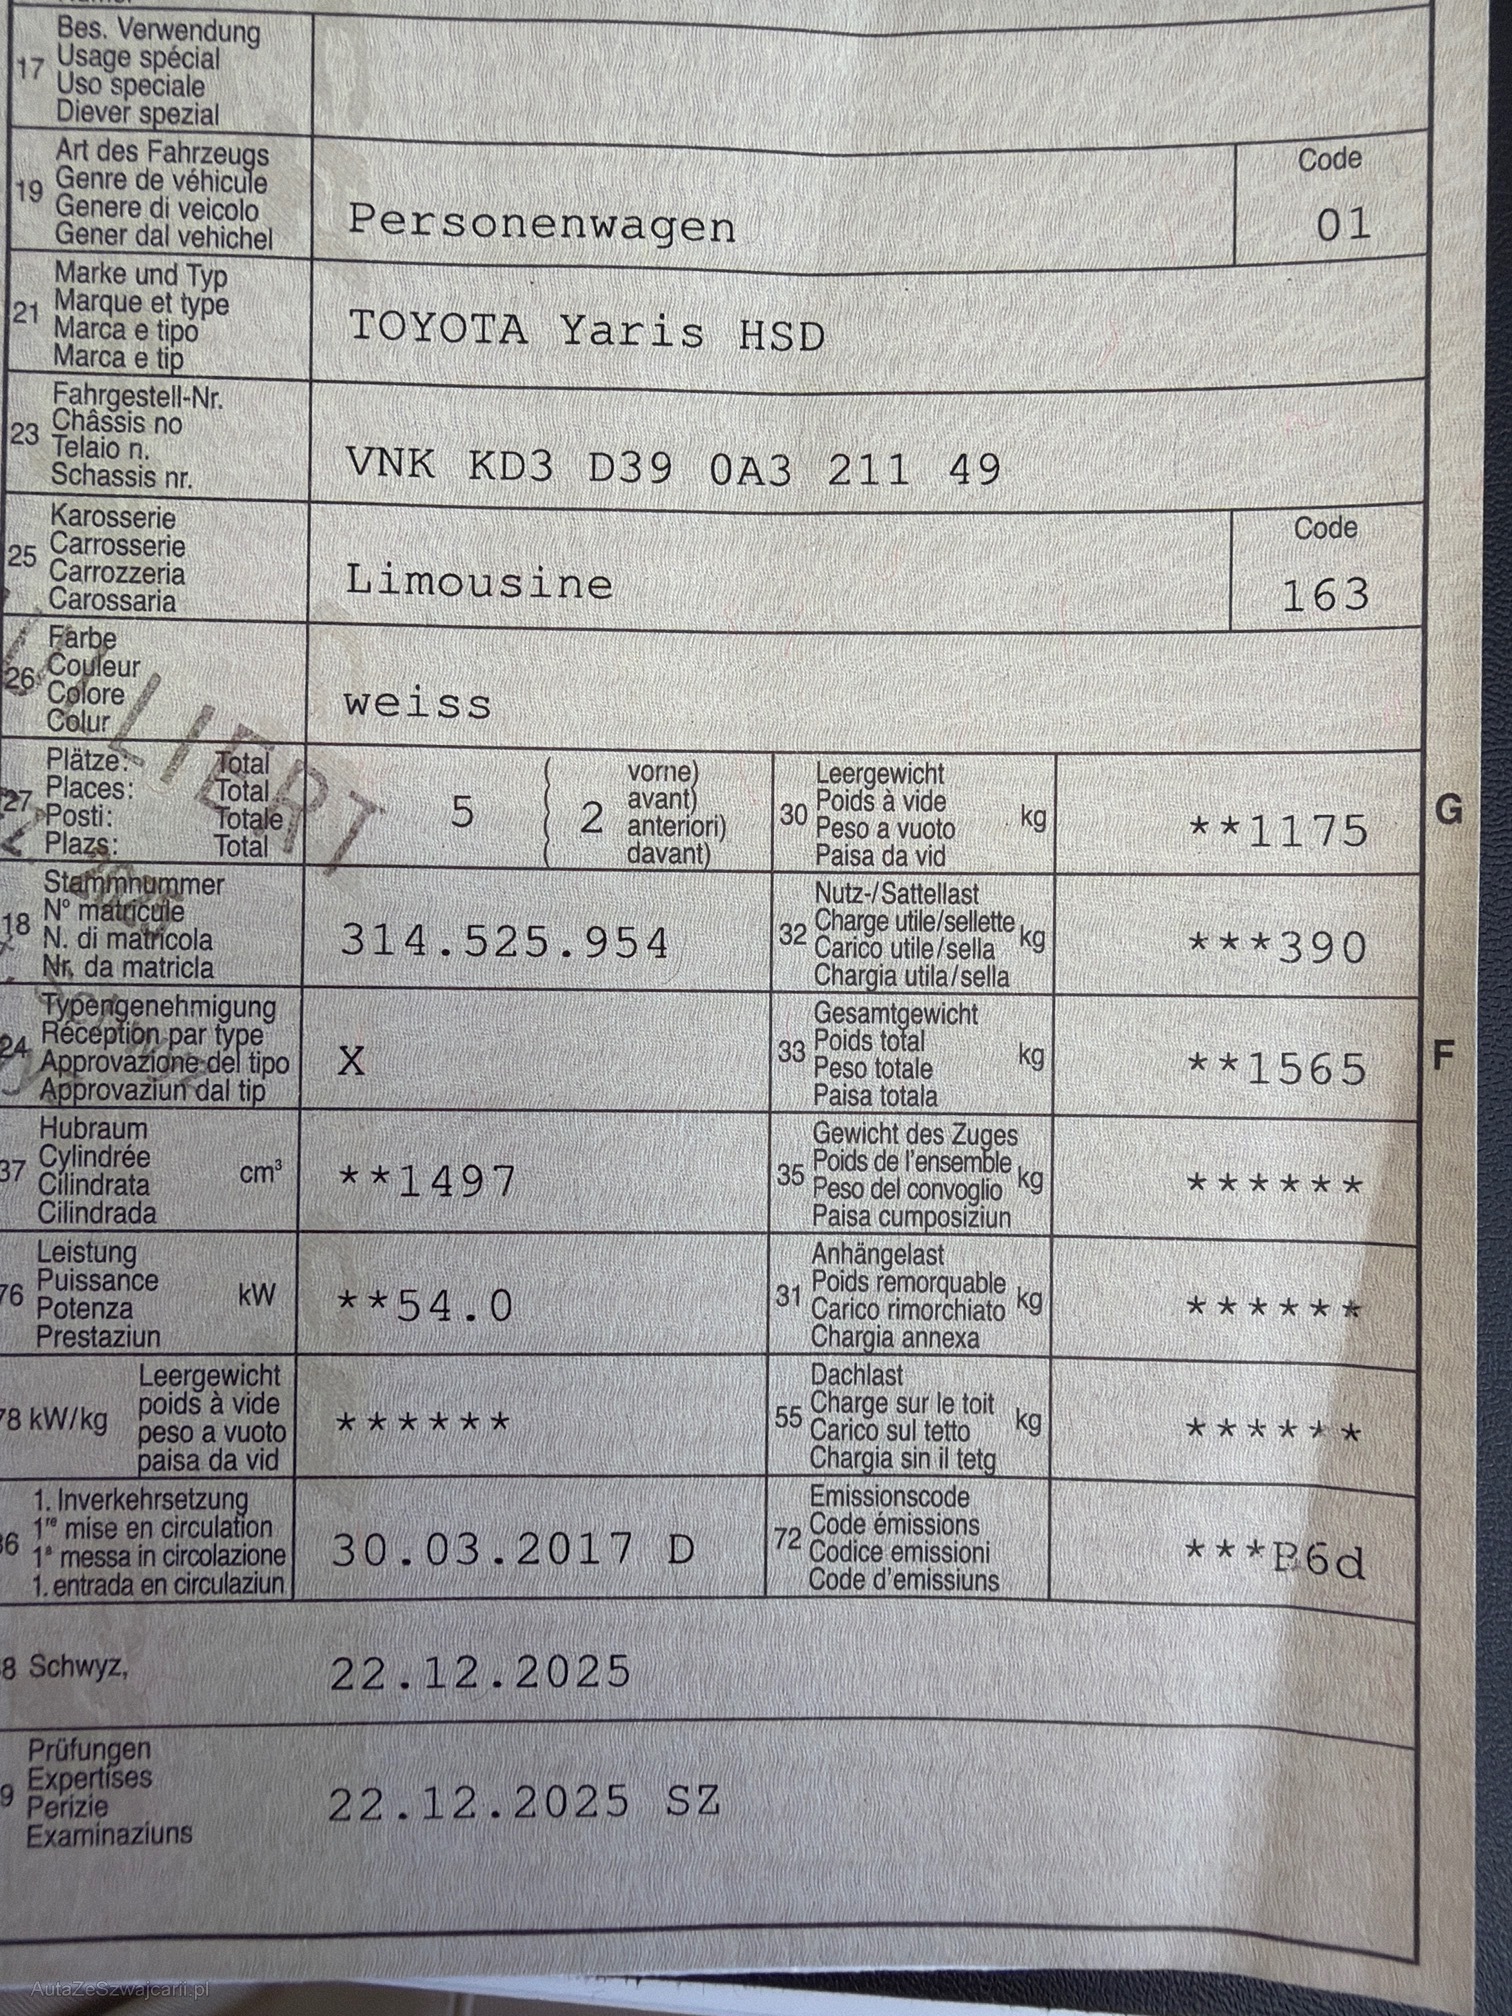 17 Bes. Verwendung
Usage spécial
Uso speciale
Diever spezial
19 Art des Fahrzeugs
Genre de véhicule
Genere di veicolo
Gener dal vehichel
Personenwagen
Code
01
21 Marke und Typ
Marque et type
Marca e tipo
Marca e tip
TOYOTA Yaris HSD
23 Fahrgestell-Nr.
Châssis no
Telaio n.
Schassis nr.
VNK KD3 D39 0A3 211 49
25 Karosserie
Carrosserie
Carrozzeria
Carossaria
Limousine
Code
163
26 Farbe
Couleur
Colore
Colur
weiss
27 Plätze: Total
Places: Total
Posti: Totale
Plazs: Total
5 2 vorne)
avant)
anteriori)
davant)
30 Leergewicht
Poids à vide kg
Peso a vuoto
Paisa da vid
**1175
G
18 Stammnummer
N° matricule
N. di matricola
Nr. da matricla
314.525.954
32 Nutz-/Sattellast
Charge utile/sellette kg
Carico utile/sella
Chargia utila/sella
***390
24 Typengenehmigung
Réception par type
Approvazione del tipo
Approvaziun dal tip
X
33 Gesamtgewicht
Poids total kg
Peso totale
Paisa totala
**1565
F
37 Hubraum
Cylindrée cm³
Cilindrata
Cilindrada
**1497
35 Gewicht des Zuges
Poids de l'ensemble kg
Peso del convoglio
Paisa cumposiziun
******
76 Leistung
Puissance kW
Potenza
Prestaziun
**54.0
31 Anhängelast
Poids remorquable kg
Carico rimorchiato
Chargia annexa
******
78 kW/kg Leergewicht
poids à vide
peso a vuoto
paisa da vid
******
55 Dachlast
Charge sur le toit kg
Carico sul tetto
Chargia sin il tetg
******
36 1. Inverkehrsetzung
1re mise en circulation
1a messa in circolazione
1. entrada en circulaziun
30.03.2017 D
72 Emissionscode
Code émissions
Codice emissioni
Code d'emissiuns
***B6d
8 Schwyz,
22.12.2025
9 Prüfungen
Expertises
Perizie
Examinaziuns
22.12.2025 SZ
AutaZeSzwajcarii.pl